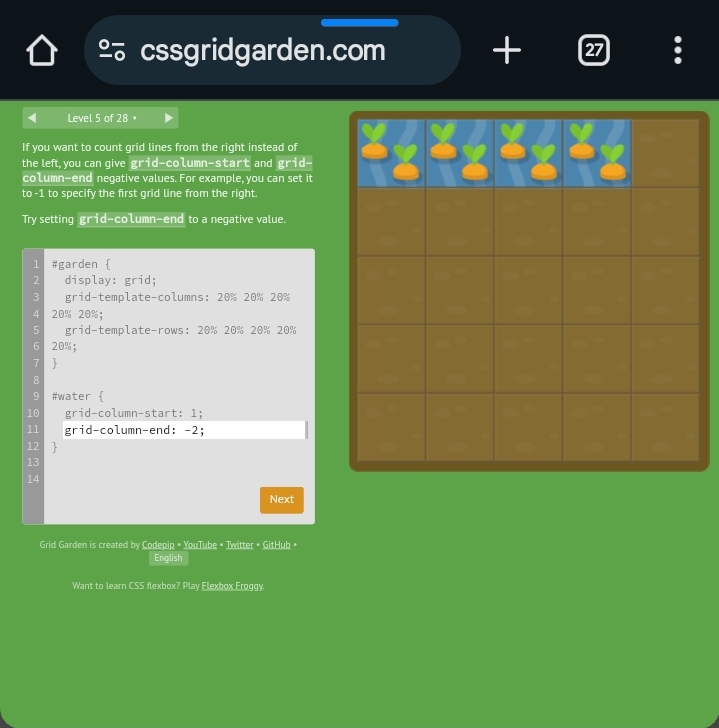 cssgridgarden.com
27
Level 5 of 28
If you want to count grid lines from the right instead of
the left, you can give grid-column-start and grid-
column-end negative values. For example, you can set it
to -1 to specify the first grid line from the right.
Try setting grid-column-end to a negative value.
1 #garden {
2 display: grid;
3 grid-template-columns: 20% 20% 20%
4 20% 20%;
5 grid-template-rows: 20% 20% 20% 20%
6 20%;
7 }
8
9 #water {
10 grid-column-start: 1;
11 grid-column-end: -2;
12 }
13
14
Next
Grid Garden is created by Codepip • YouTube • Twitter • GitHub •
English
Want to learn CSS flexbox? Play Flexbox Froggy.